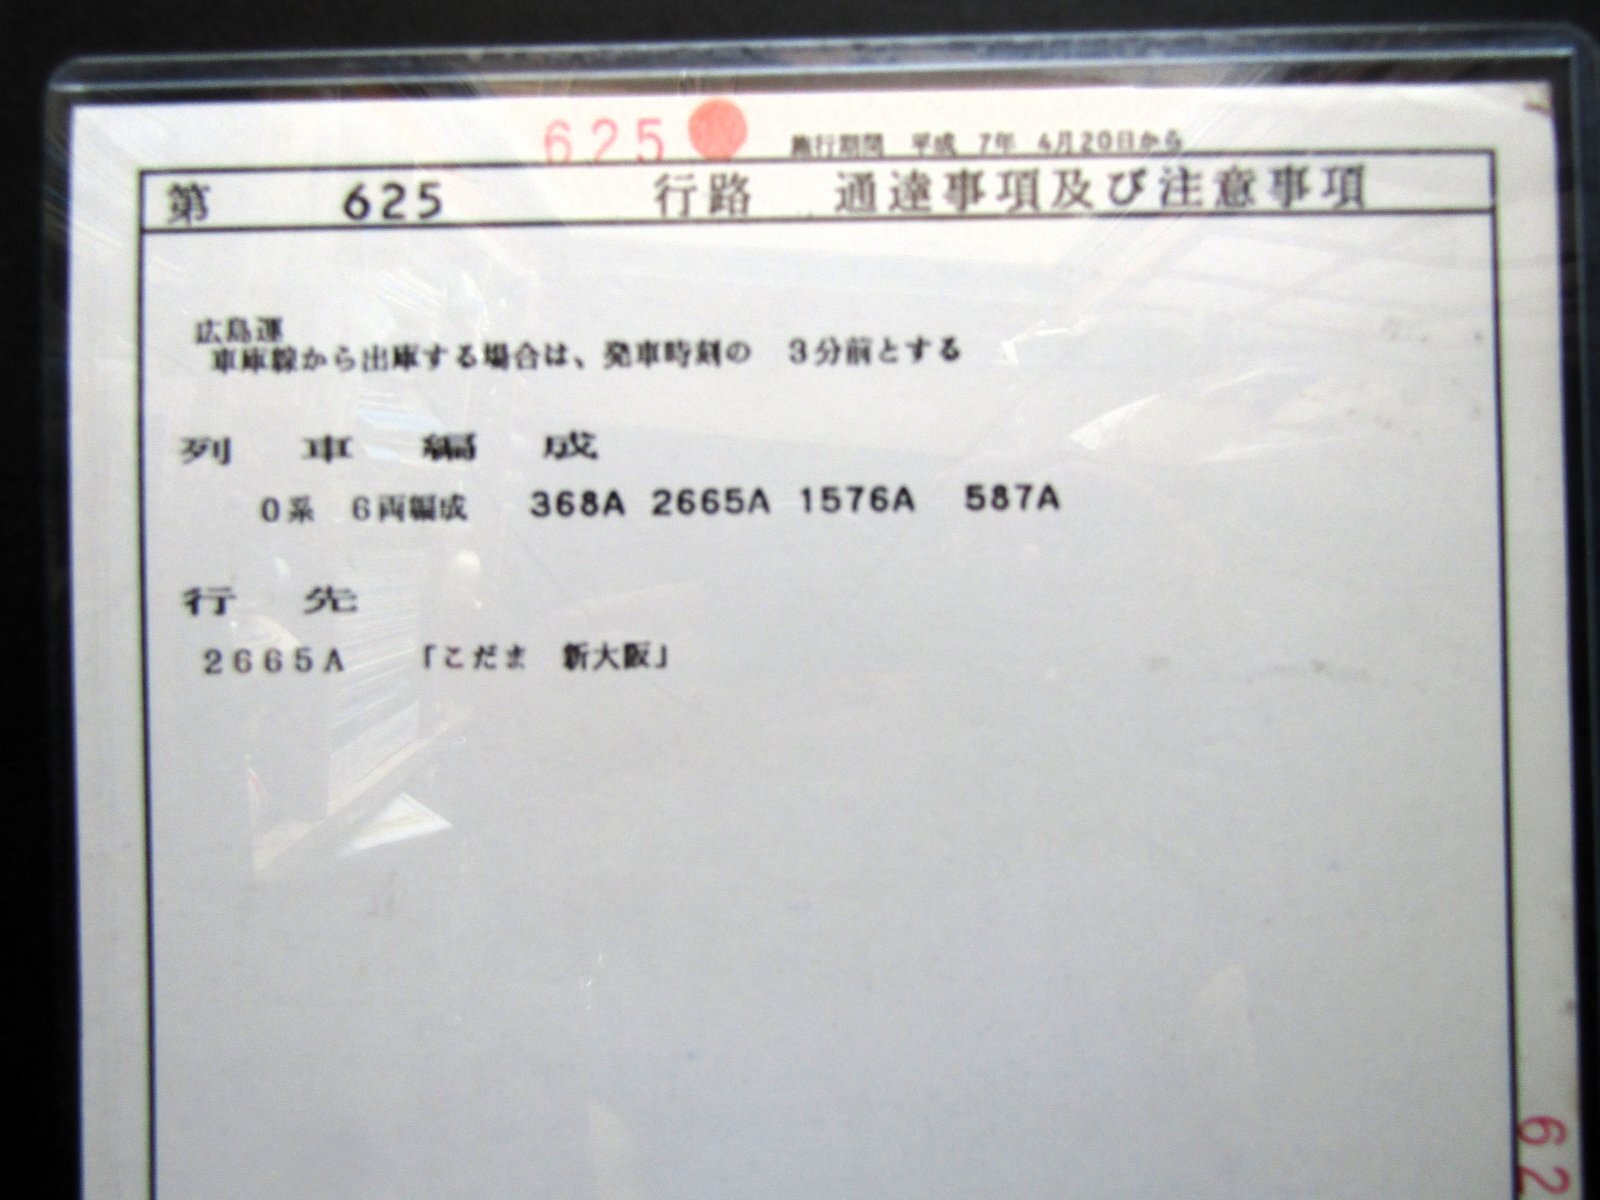 625
施行期間 平成 7年 4月20日から
第 625 行路 通達事項及び注意事項
広島運
車庫線から出庫する場合は、発車時刻の 3分前とする
列車編成
0系 6両編成 368A 2665A 1576A 587A
行先
2665A 「こだま 新大阪」
62